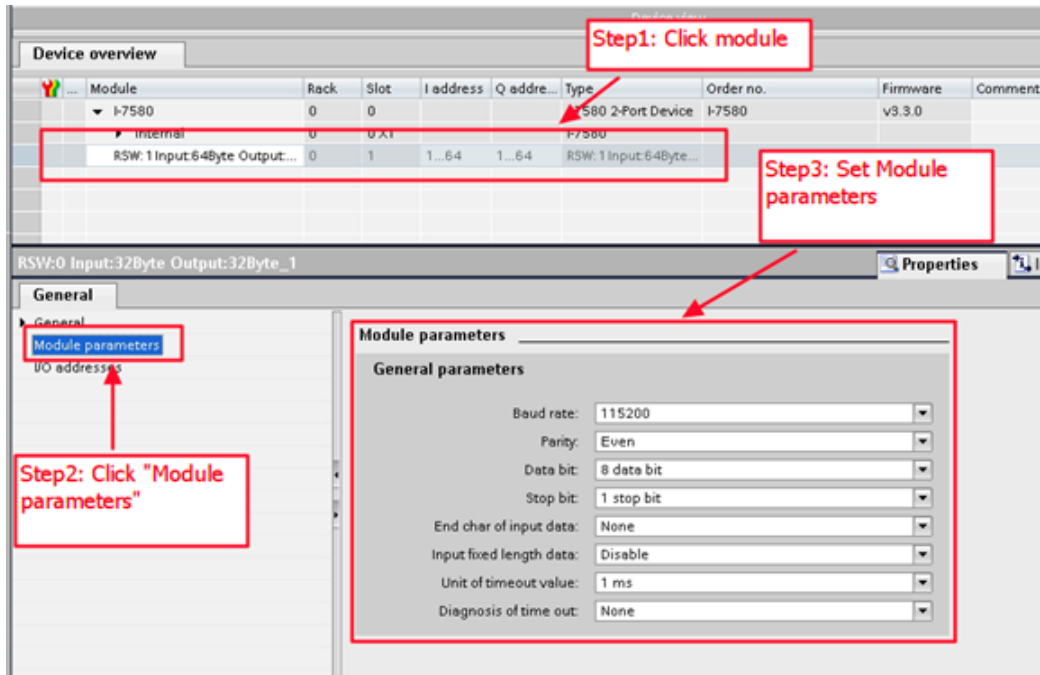 Device view
Step1: Click module
Device overview
... Module Rack Slot I address Q addre... Type Order no. Firmware Comment
I-7580 0 0 580 2-Port Device I-7580 v3.3.0
Internal 0 0 X1 I-7580
RSW: 1 Input:64Byte Output:... 0 1 1...64 1...64 RSW: 1 Input:64Byte...
Step3: Set Module
parameters
RSW:0 Input:32Byte Output:32Byte_1
Properties
General
General
Module parameters
I/O addresses
Step2: Click "Module
parameters"
Module parameters
General parameters
Baud rate: 115200
Parity: Even
Data bit: 8 data bit
Stop bit: 1 stop bit
End char of input data: None
Input fixed length data: Disable
Unit of timeout value: 1 ms
Diagnosis of time out: None